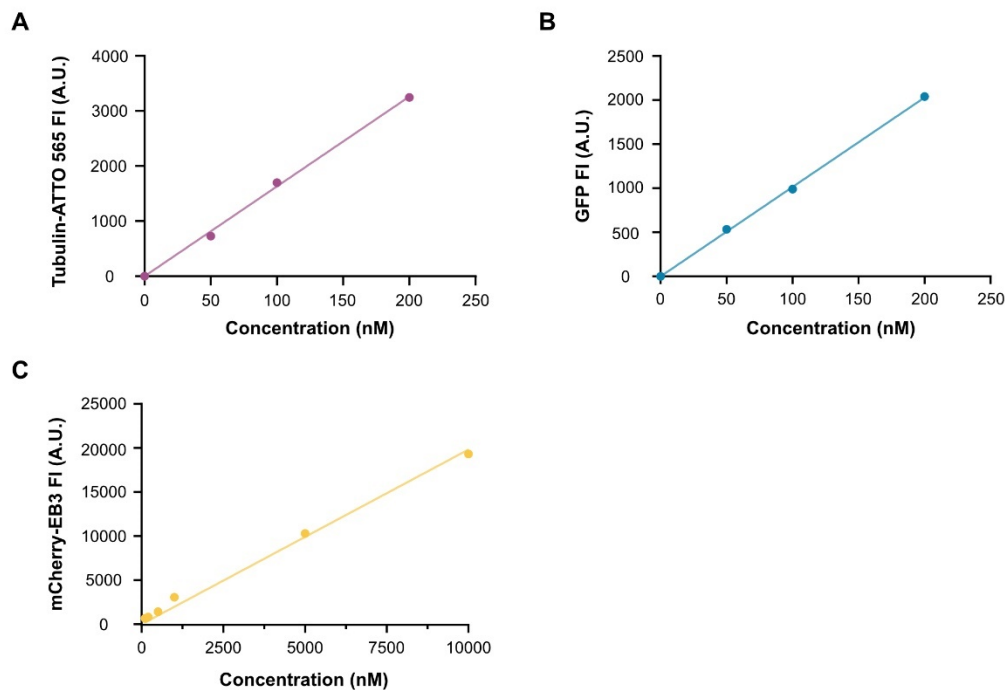 A
Tubulin-ATTO 565 FI (A.U.)
4000
3000
2000
1000
0
0 50 100 150 200 250
Concentration (nM)
B
GFP FI (A.U.)
2500
2000
1500
1000
500
0
0 50 100 150 200 250
Concentration (nM)
C
mCherry-EB3 FI (A.U.)
25000
20000
15000
10000
5000
0
0 2500 5000 7500 10000
Concentration (nM)